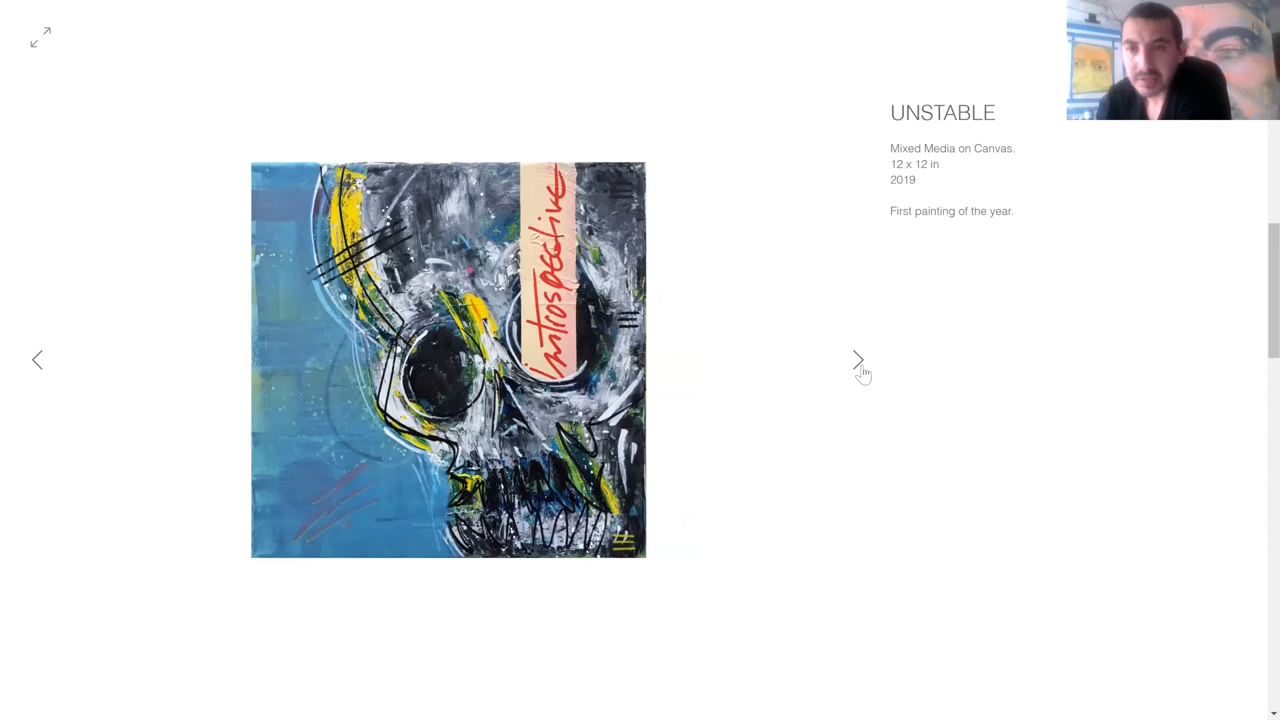 UNSTABLE
Mixed Media on Canvas.
12 x 12 in
2019
First painting of the year.
introspective